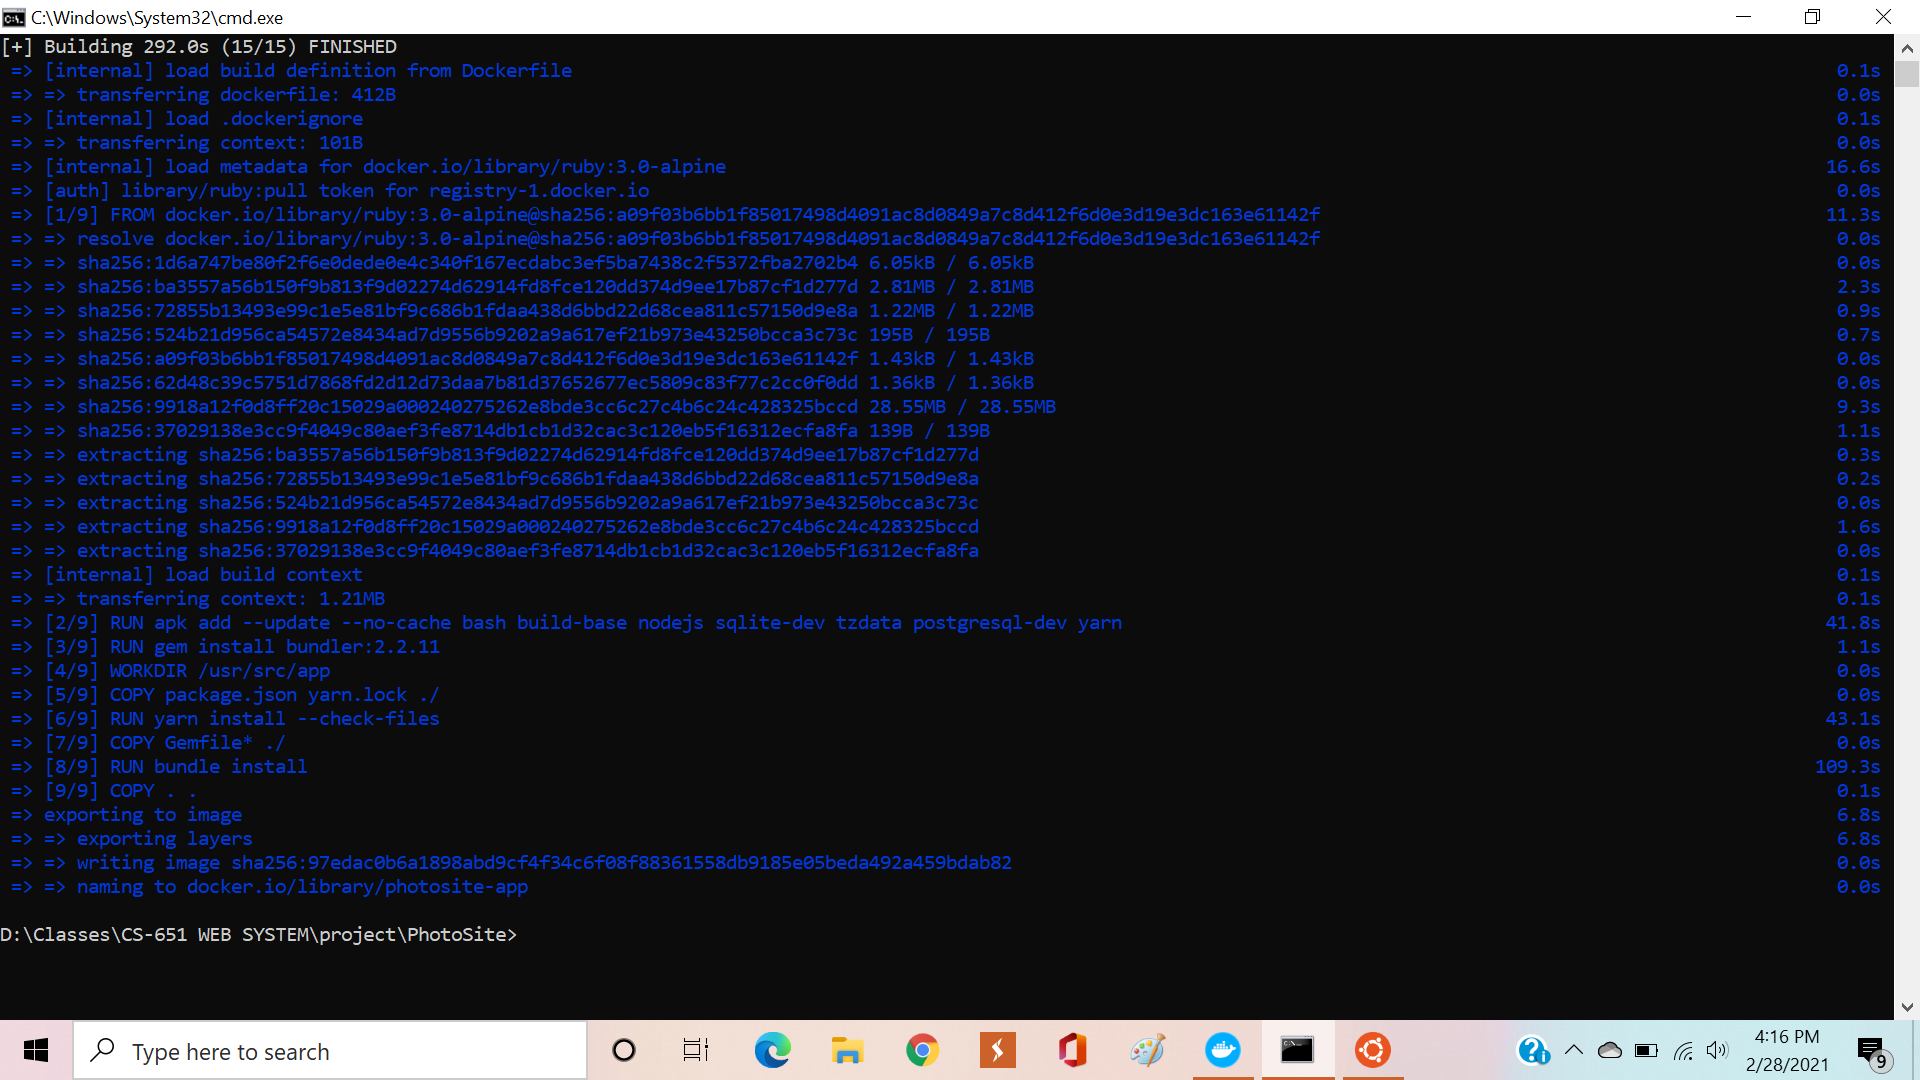 C:\Windows\System32\cmd.exe
[+] Building 292.0s (15/15) FINISHED
=> [internal] load build definition from Dockerfile 0.1s
=> => transferring dockerfile: 412B 0.0s
=> [internal] load .dockerignore 0.1s
=> => transferring context: 101B 0.0s
=> [internal] load metadata for docker.io/library/ruby:3.0-alpine 16.6s
=> [auth] library/ruby:pull token for registry-1.docker.io 0.0s
=> [1/9] FROM docker.io/library/ruby:3.0-alpine@sha256:a09f03b6bb1f85017498d4091ac8d0849a7c8d412f6d0e3d19e3dc163e61142f 11.3s
=> => resolve docker.io/library/ruby:3.0-alpine@sha256:a09f03b6bb1f85017498d4091ac8d0849a7c8d412f6d0e3d19e3dc163e61142f 0.0s
=> => sha256:1d6a747be80f2f6e0dede0e4c340f167ecdabc3ef5ba7438c2f5372fba2702b4 6.05kB / 6.05kB 0.0s
=> => sha256:ba3557a56b150f9b813f9d02274d62914fd8fce120dd374d9ee17b87cf1d277d 2.81MB / 2.81MB 2.3s
=> => sha256:72855b13493e99c1e5e81bf9c686b1fdaa438d6bbd22d68cea811c57150d9e8a 1.22MB / 1.22MB 0.9s
=> => sha256:524b21d956ca54572e8434ad7d9556b9202a9a617ef21b973e43250bcca3c73c 195B / 195B 0.7s
=> => sha256:a09f03b6bb1f85017498d4091ac8d0849a7c8d412f6d0e3d19e3dc163e61142f 1.43kB / 1.43kB 0.0s
=> => sha256:62d48c39c5751d7868fd2d12d73daa7b81d37652677ec5809c83f77c2cc0f0dd 1.36kB / 1.36kB 0.0s
=> => sha256:9918a12f0d8ff20c15029a000240275262e8bde3cc6c27c4b6c24c428325bccd 28.55MB / 28.55MB 9.3s
=> => sha256:37029138e3cc9f4049c80aef3fe8714db1cb1d32cac3c120eb5f16312ecfa8fa 139B / 139B 1.1s
=> => extracting sha256:ba3557a56b150f9b813f9d02274d62914fd8fce120dd374d9ee17b87cf1d277d 0.3s
=> => extracting sha256:72855b13493e99c1e5e81bf9c686b1fdaa438d6bbd22d68cea811c57150d9e8a 0.2s
=> => extracting sha256:524b21d956ca54572e8434ad7d9556b9202a9a617ef21b973e43250bcca3c73c 0.0s
=> => extracting sha256:9918a12f0d8ff20c15029a000240275262e8bde3cc6c27c4b6c24c428325bccd 1.6s
=> => extracting sha256:37029138e3cc9f4049c80aef3fe8714db1cb1d32cac3c120eb5f16312ecfa8fa 0.0s
=> [internal] load build context 0.1s
=> => transferring context: 1.21MB 0.1s
=> [2/9] RUN apk add --update --no-cache bash build-base nodejs sqlite-dev tzdata postgresql-dev yarn 41.8s
=> [3/9] RUN gem install bundler:2.2.11 1.1s
=> [4/9] WORKDIR /usr/src/app 0.0s
=> [5/9] COPY package.json yarn.lock ./ 0.0s
=> [6/9] RUN yarn install --check-files 43.1s
=> [7/9] COPY Gemfile* ./ 0.0s
=> [8/9] RUN bundle install 109.3s
=> [9/9] COPY . . 0.1s
=> exporting to image 6.8s
=> => exporting layers 6.8s
=> => writing image sha256:97edac0b6a1898abd9cf4f34c6f08f88361558db9185e05beda492a459bdab82 0.0s
=> => naming to docker.io/library/photosite-app 0.0s
D:\Classes\CS-651 WEB SYSTEM\project\PhotoSite>
Type here to search
4:16 PM
2/28/2021
9